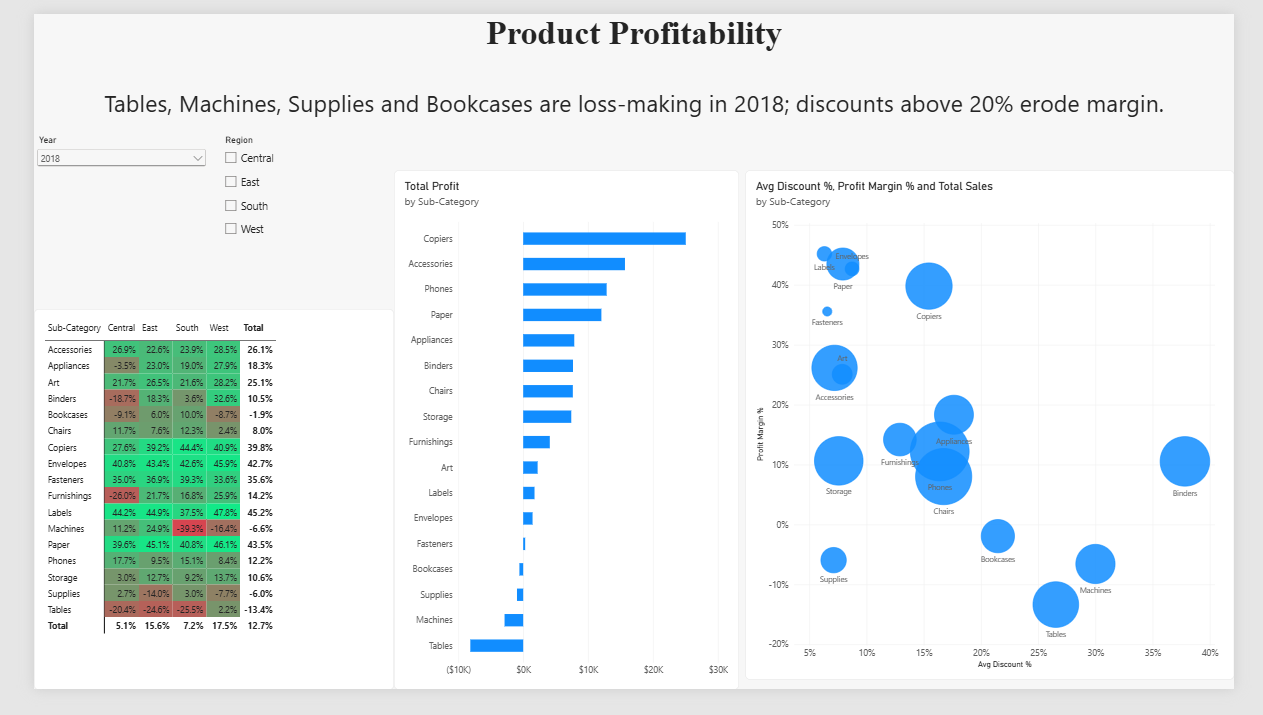 Product Profitability
Tables, Machines, Supplies and Bookcases are loss-making in 2018; discounts above 20% erode margin.
Year
2018
Region
Central
East
South
West
Sub-Category Central East South West Total
Accessories 26.9% 22.6% 23.9% 28.5% 26.1%
Appliances -3.5% 23.0% 19.0% 27.9% 18.3%
Art 21.7% 26.5% 21.6% 28.2% 25.1%
Binders -18.7% 18.3% 3.6% 32.6% 10.5%
Bookcases -9.1% 6.0% 10.0% -8.7% -1.9%
Chairs 11.7% 7.6% 12.3% 2.4% 8.0%
Copiers 27.6% 39.2% 44.4% 40.9% 39.8%
Envelopes 40.8% 43.4% 42.6% 45.9% 42.7%
Fasteners 35.0% 36.9% 39.3% 33.6% 35.6%
Furnishings -26.0% 21.7% 16.8% 25.9% 14.2%
Labels 44.2% 44.9% 37.5% 47.8% 45.2%
Machines 11.2% 24.9% -39.3% -16.4% -6.6%
Paper 39.6% 45.1% 40.8% 46.1% 43.5%
Phones 17.7% 9.5% 15.1% 8.4% 12.2%
Storage 3.0% 12.7% 9.2% 13.7% 10.6%
Supplies 2.7% -14.0% 3.0% -7.7% -6.0%
Tables -20.4% -24.6% -25.5% 2.2% -13.4%
Total 5.1% 15.6% 7.2% 17.5% 12.7%
Total Profit
by Sub-Category
Copiers
Accessories
Phones
Paper
Appliances
Binders
Chairs
Storage
Furnishings
Art
Labels
Envelopes
Fasteners
Bookcases
Supplies
Machines
Tables
($10K) $0K $10K $20K $30K
Avg Discount %, Profit Margin % and Total Sales
by Sub-Category
Profit Margin %
50%
Envelopes
Labels
40%
Paper
Copiers
Fasteners
30%
Art
Accessories
20%
Appliances
Furnishings
10%
Phones
Storage
Binders
Chairs
0%
Bookcases
Supplies
-10%
Machines
Tables
-20%
5% 10% 15% 20% 25% 30% 35% 40%
Avg Discount %